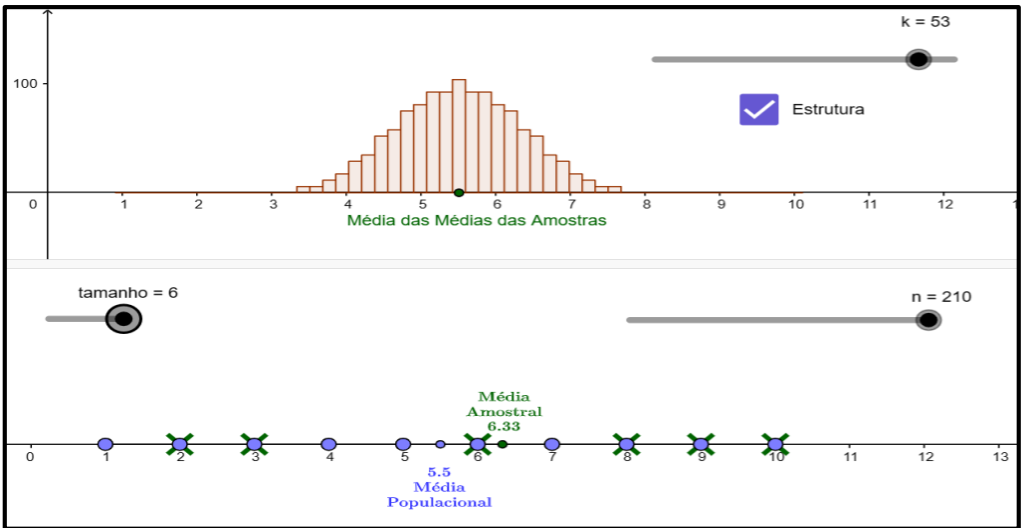 k = 53
100
Estrutura
0 1 2 3 4 5 6 7 8 9 10 11 12
Média das Médias das Amostras
tamanho = 6
n = 210
Média
Amostral
6.33
0 1 2 3 4 5 6 7 8 9 10 11 12 13
5.5
Média
Populacional